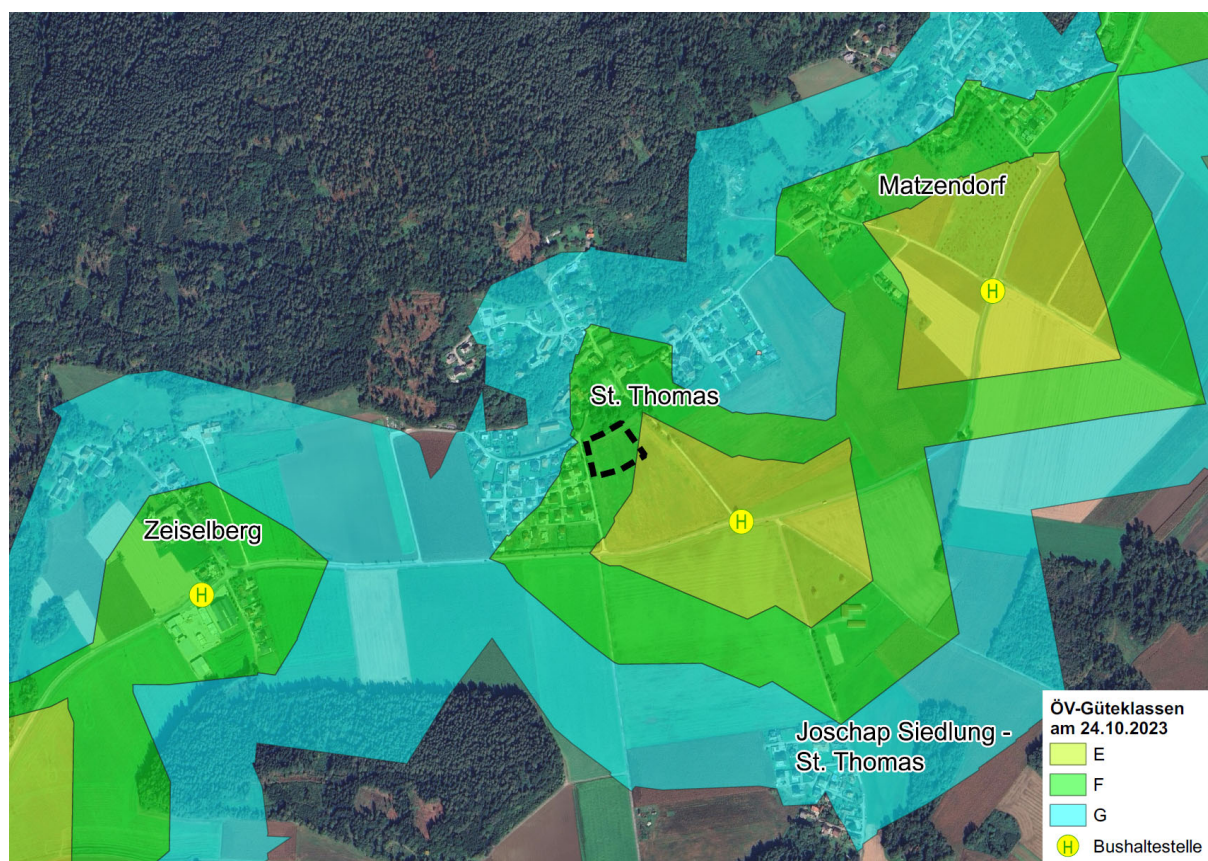 Matzendorf
St. Thomas
Zeiselberg
H
H
H
Joschap Siedlung -
St. Thomas
ÖV-Güteklassen
am 24.10.2023
E
F
G
H Bushaltestelle